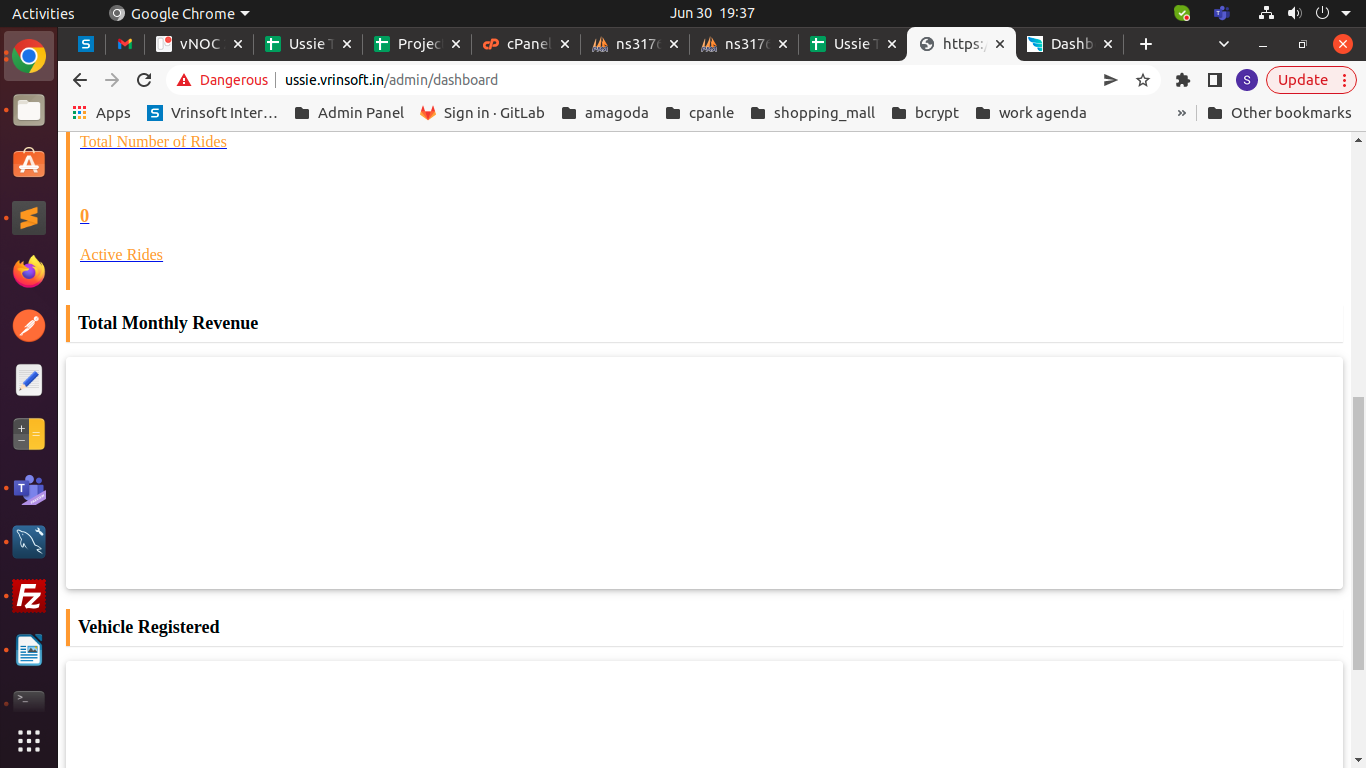 Activities
Google Chrome
Jun 30 19:37
vNOC
Ussie T
Projec
cPanel
ns3176
ns3176
Ussie T
https:/
Dashb
Dangerous
ussie.vrinsoft.in/admin/dashboard
S
Update
Apps
Vrinsoft Inter…
Admin Panel
Sign in · GitLab
amagoda
cpanle
shopping_mall
bcrypt
work agenda
»
Other bookmarks
Total Number of Rides
0
Active Rides
Total Monthly Revenue
Vehicle Registered